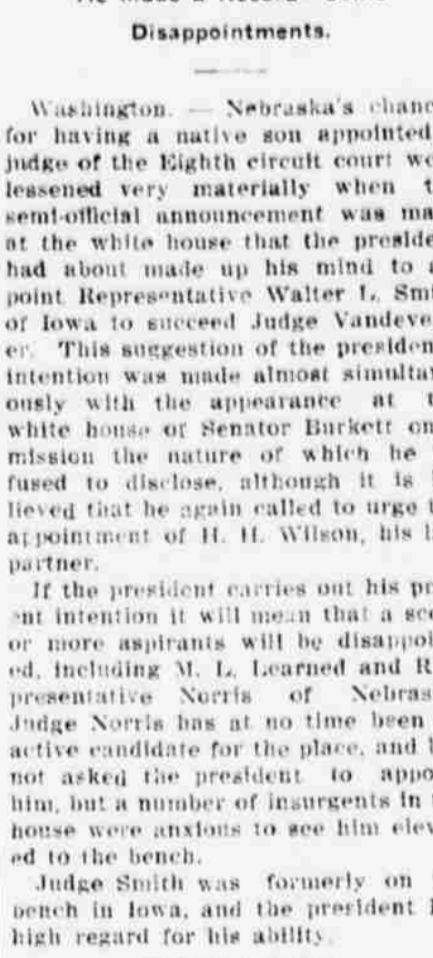 Disappointments.
Washington. — Nebraska's chanc
for having a native son appointed
judge of the Eighth circuit court we
lessened very materially when t
semi-official announcement was ma
at the white house that the preside
had about made up his mind to a
point Representative Walter L. Smi
of Iowa to succeed Judge Vandeve
er. This suggestion of the presiden
intention was made almost simultan
ously with the appearance at t
white house of Senator Burkett on
mission the nature of which he
fused to disclose, although it is
lieved that he again called to urge t
appointment of H. H. Wilson, his l
partner.
If the president carries out his pre
ent intention it will mean that a sco
or more aspirants will be disappoi
ed, including M. L. Learned and R
presentative Norris of Nebras
Judge Norris has at no time been
active candidate for the place, and h
not asked the president to appo
him, but a number of insurgents in
house were anxious to see him elev
ed to the bench.
Judge Smith was formerly on
bench in Iowa, and the president h
high regard for his ability.